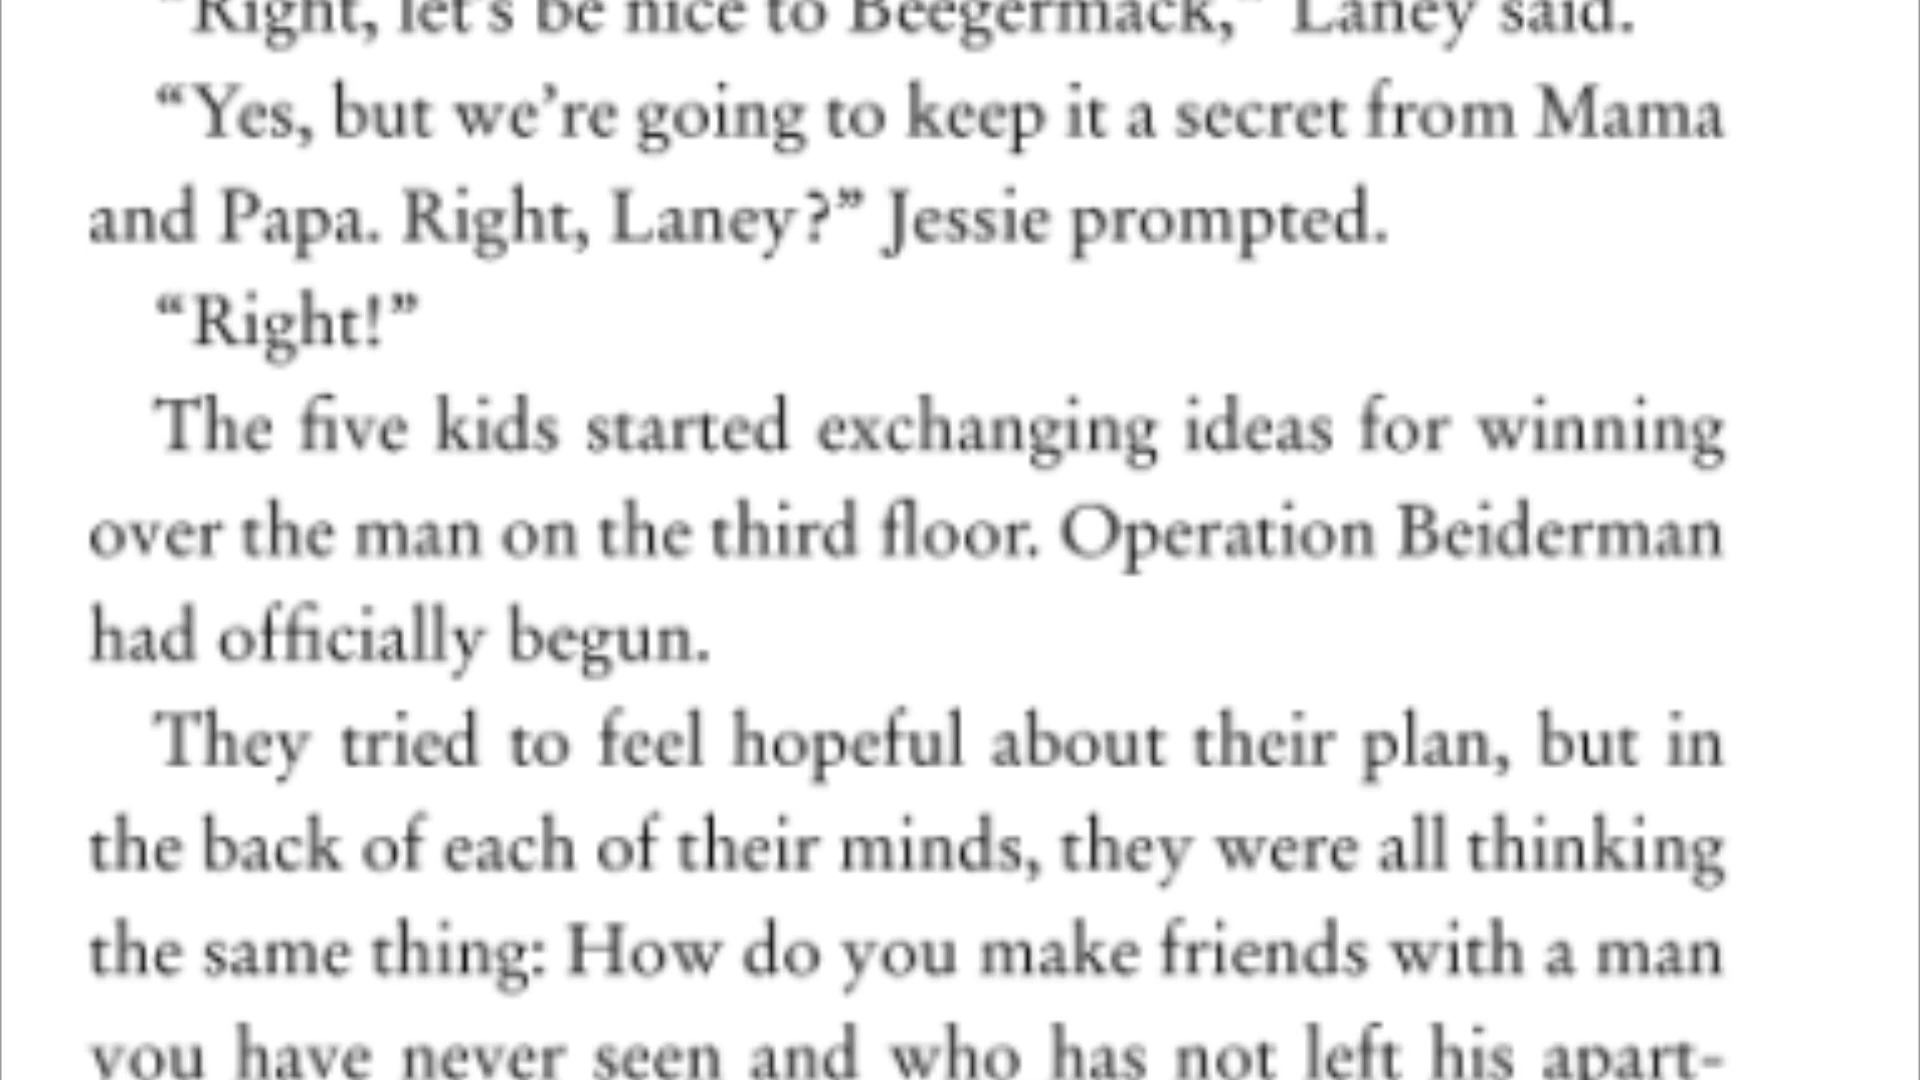 "Right, let's be nice to Beegermack," Laney said.
“Yes, but we’re going to keep it a secret from Mama
and Papa. Right, Laney?” Jessie prompted.
“Right!”
The five kids started exchanging ideas for winning
over the man on the third floor. Operation Beiderman
had officially begun.
They tried to feel hopeful about their plan, but in
the back of each of their minds, they were all thinking
the same thing: How do you make friends with a man
you have never seen and who has not left his apart-